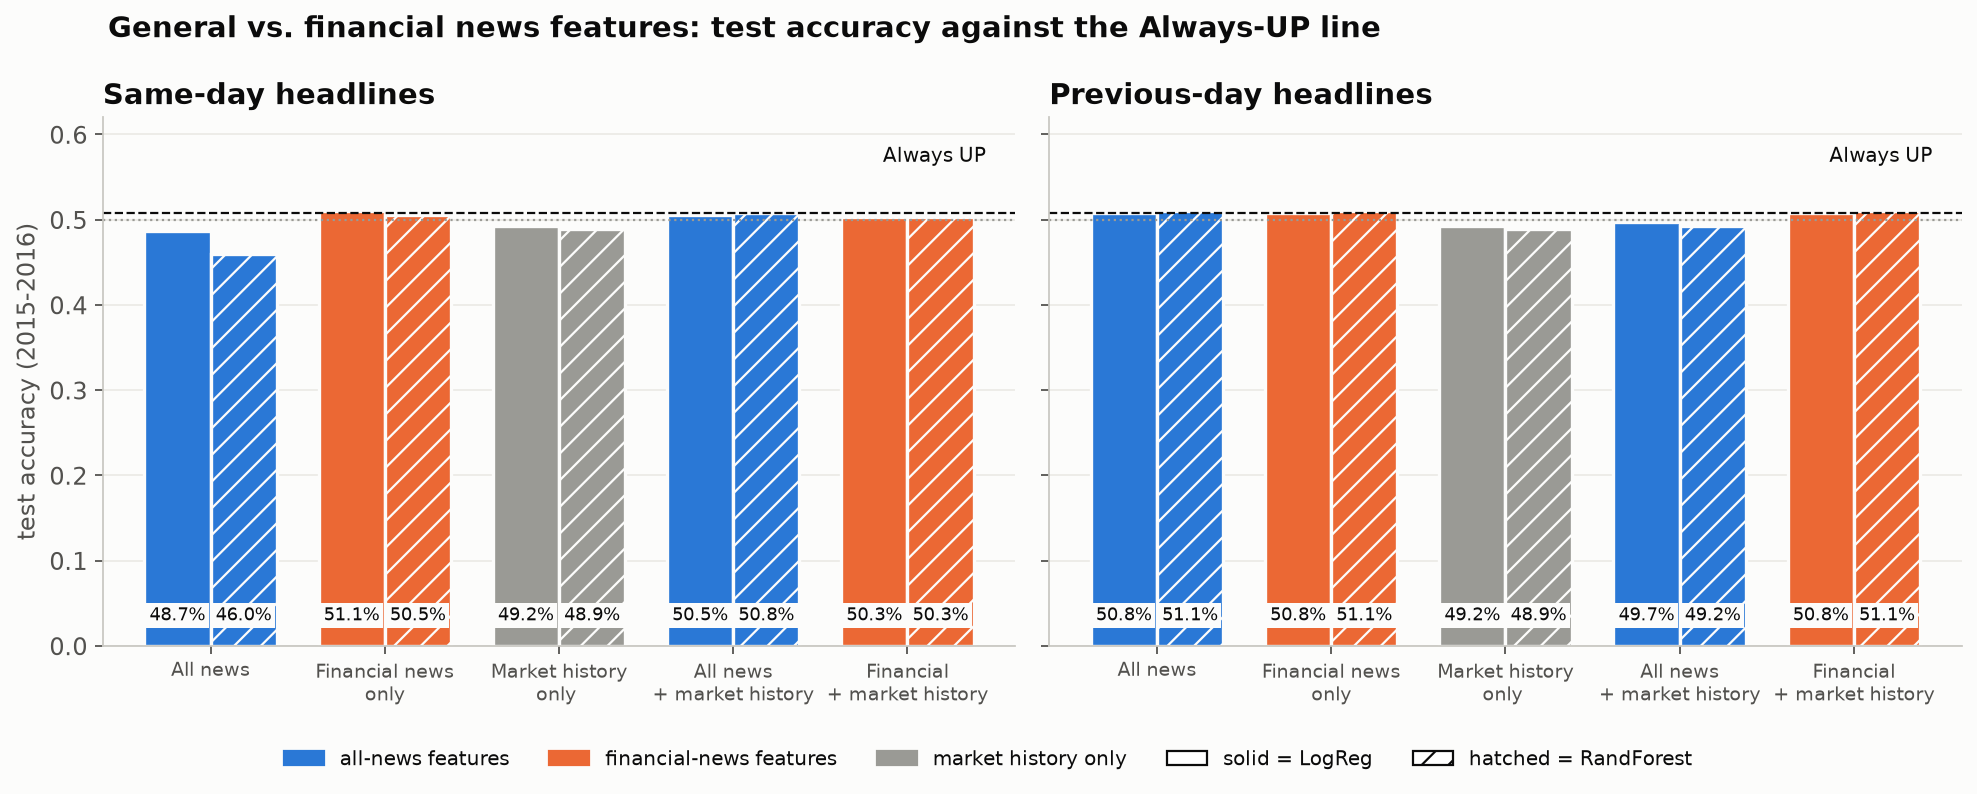 General vs. financial news features: test accuracy against the Always-UP line
Same-day headlines
test accuracy (2015-2016)
0.6
0.5
0.4
0.3
0.2
0.1
0.0
Always UP
48.7% 46.0% 51.1% 50.5% 49.2% 48.9% 50.5% 50.8% 50.3% 50.3%
All news
Financial news
only
Market history
only
All news
+ market history
Financial
+ market history
Previous-day headlines
Always UP
50.8% 51.1% 50.8% 51.1% 49.2% 48.9% 49.7% 49.2% 50.8% 51.1%
All news
Financial news
only
Market history
only
All news
+ market history
Financial
+ market history
all-news features
financial-news features
market history only
solid = LogReg
hatched = RandForest